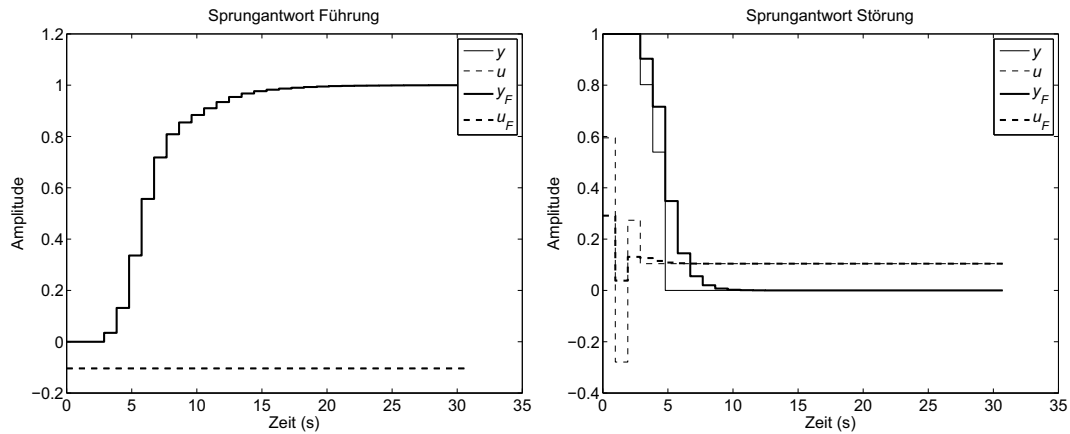 Sprungantwort Führung
1.2
1
0.8
0.6
0.4
0.2
0
−0.2
Amplitude
0 5 10 15 20 25 30 35
Zeit (s)
y
u
y_F
u_F
Sprungantwort Störung
1
0.8
0.6
0.4
0.2
0
−0.2
−0.4
Amplitude
0 5 10 15 20 25 30 35
Zeit (s)
y
u
y_F
u_F